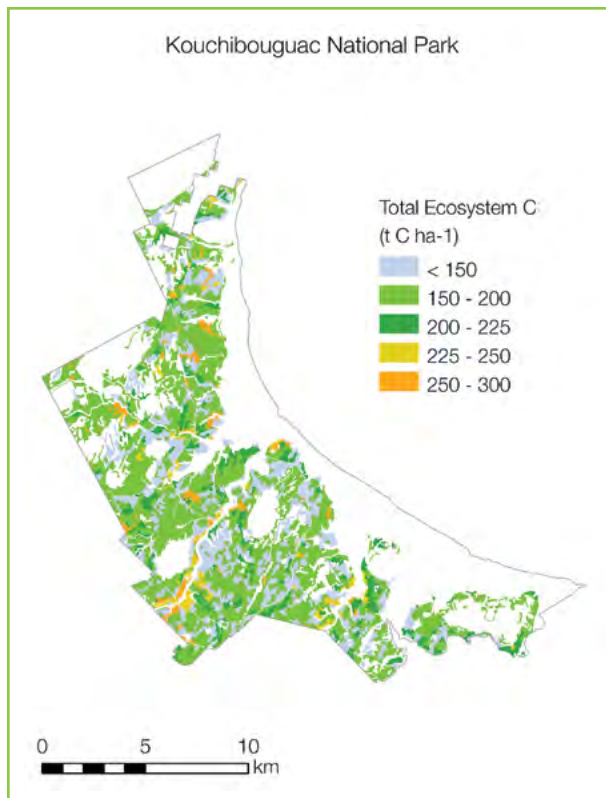 Kouchibouguac National Park
Total Ecosystem C
(t C ha-1)
< 150
150 - 200
200 - 225
225 - 250
250 - 300
0 5 10
km